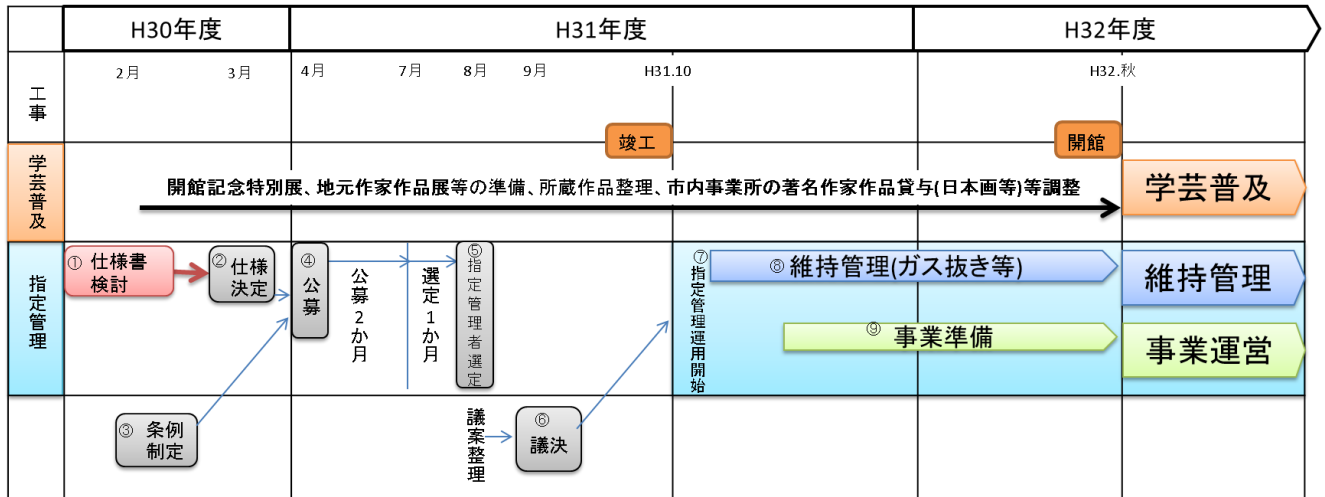 H30年度
H31年度
H32年度
工事
2月
3月
4月
7月
8月
9月
H31.10
H32.秋
竣工
開館
学芸普及
開館記念特別展、地元作家作品展等の準備、所蔵作品整理、市内事業所の著名作家作品貸与(日本画等)等調整
学芸普及
指定管理
① 仕様書
検討
② 仕様
決定
④ 公募
公募2か月
選定1か月
⑤指定管理者選定
⑦指定管理運用開始
⑧ 維持管理(ガス抜き等)
維持管理
⑨ 事業準備
事業運営
③ 条例
制定
議案整理
⑥
議決